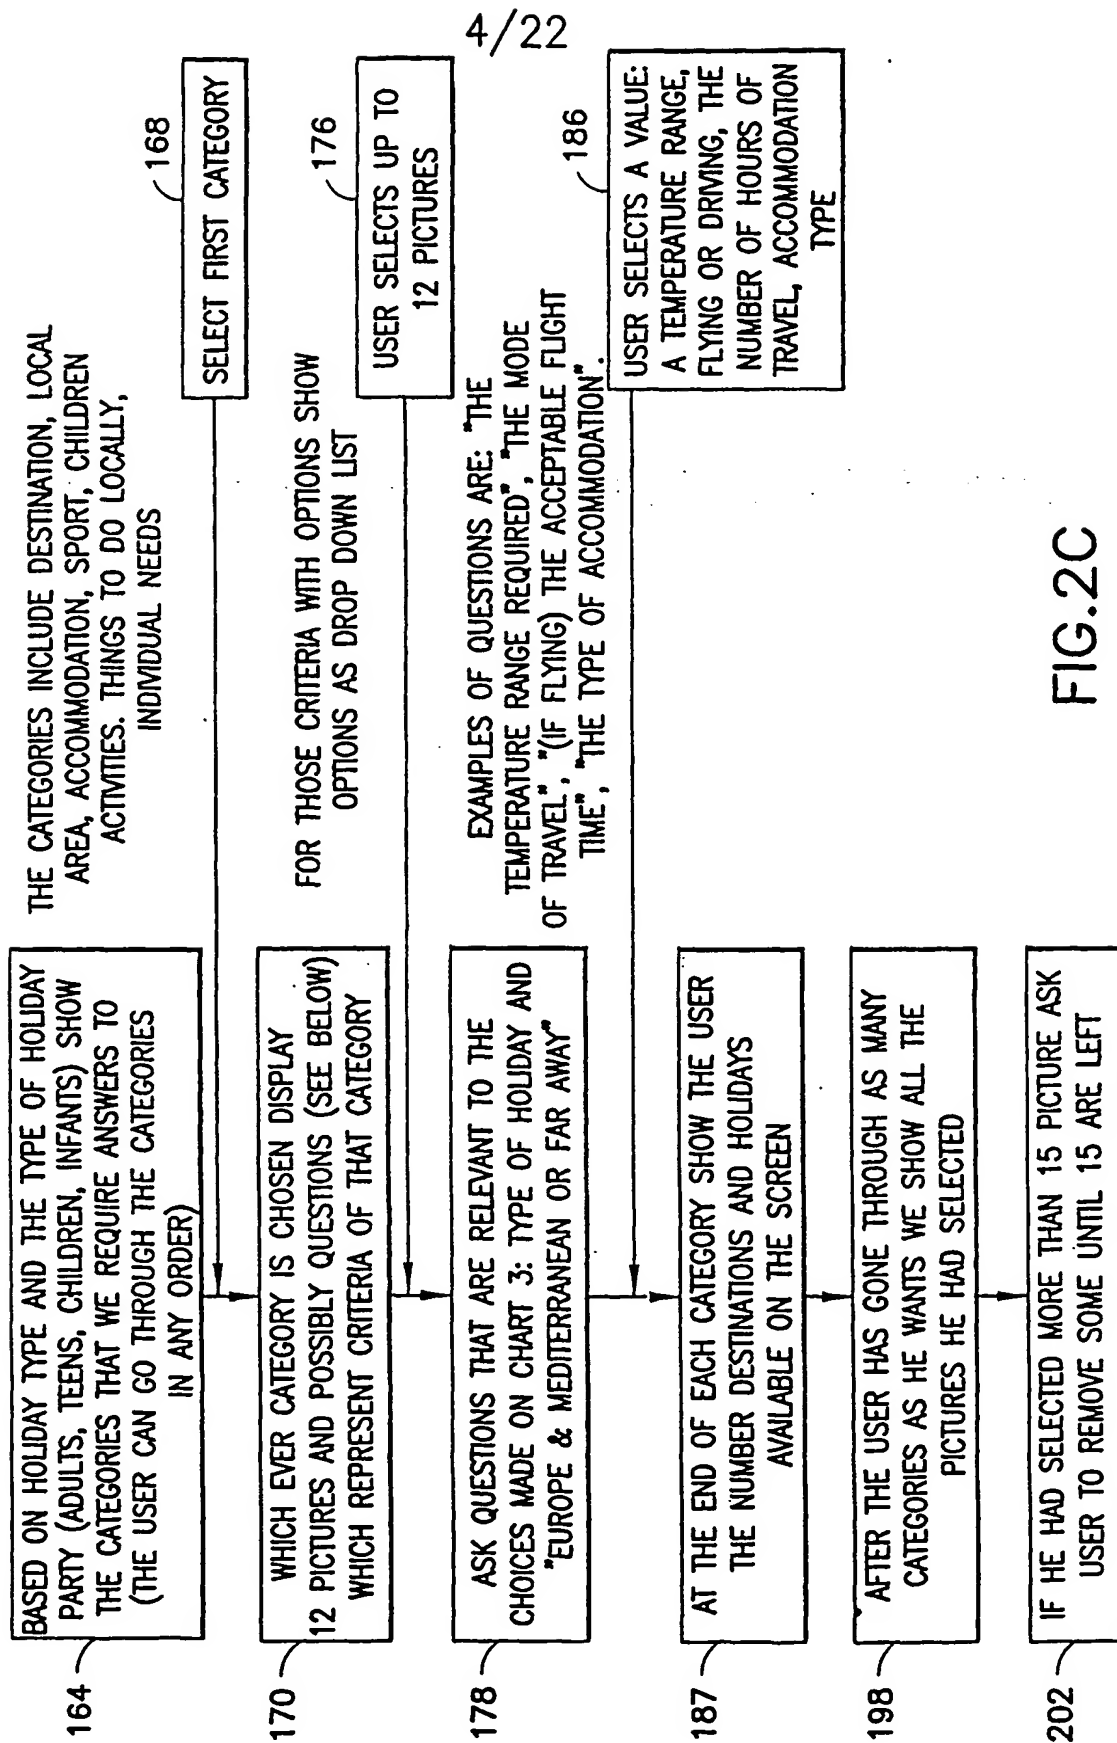 4/22
164
BASED ON HOLIDAY TYPE AND THE TYPE OF HOLIDAY
PARTY (ADULTS, TEENS, CHILDREN, INFANTS) SHOW
THE CATEGORIES THAT WE REQUIRE ANSWERS TO
(THE USER CAN GO THROUGH THE CATEGORIES
IN ANY ORDER)
THE CATEGORIES INCLUDE DESTINATION, LOCAL
AREA, ACCOMMODATION, SPORT, CHILDREN
ACTIVITIES. THINGS TO DO LOCALLY,
INDIVIDUAL NEEDS
168
SELECT FIRST CATEGORY
170
WHICH EVER CATEGORY IS CHOSEN DISPLAY
12 PICTURES AND POSSIBLY QUESTIONS (SEE BELOW)
WHICH REPRESENT CRITERIA OF THAT CATEGORY
FOR THOSE CRITERIA WITH OPTIONS SHOW
OPTIONS AS DROP DOWN LIST
176
USER SELECTS UP TO
12 PICTURES
178
ASK QUESTIONS THAT ARE RELEVANT TO THE
CHOICES MADE ON CHART 3: TYPE OF HOLIDAY AND
"EUROPE & MEDITERRANEAN OR FAR AWAY"
EXAMPLES OF QUESTIONS ARE: "THE
TEMPERATURE RANGE REQUIRED", "THE MODE
OF TRAVEL", "(IF FLYING) THE ACCEPTABLE FLIGHT
TIME", "THE TYPE OF ACCOMMODATION".
186
USER SELECTS A VALUE:
A TEMPERATURE RANGE,
FLYING OR DRIVING, THE
NUMBER OF HOURS OF
TRAVEL, ACCOMMODATION
TYPE
187
AT THE END OF EACH CATEGORY SHOW THE USER
THE NUMBER DESTINATIONS AND HOLIDAYS
AVAILABLE ON THE SCREEN
198
AFTER THE USER HAS GONE THROUGH AS MANY
CATEGORIES AS HE WANTS WE SHOW ALL THE
PICTURES HE HAD SELECTED
202
IF HE HAD SELECTED MORE THAN 15 PICTURE ASK
USER TO REMOVE SOME UNTIL 15 ARE LEFT
FIG.2C